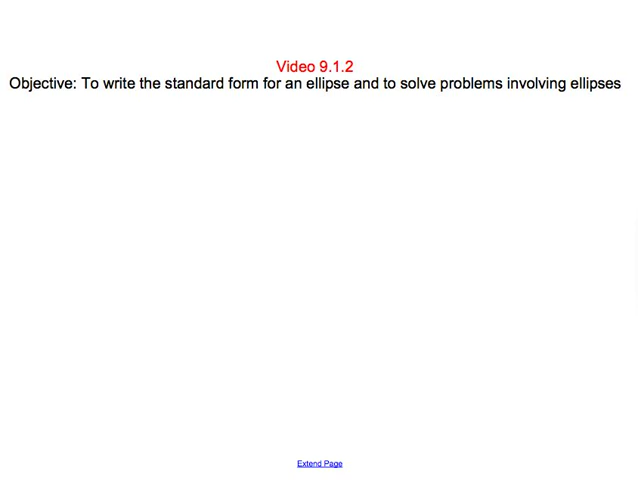 Video 9.1.2
Objective: To write the standard form for an ellipse and to solve problems involving ellipses
Extend Page